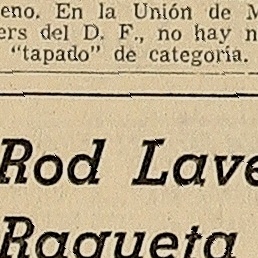 eno. En la Unión de M
ers del D. F., no hay n
"tapado" de categoría.
Rod Lave
Raqueta